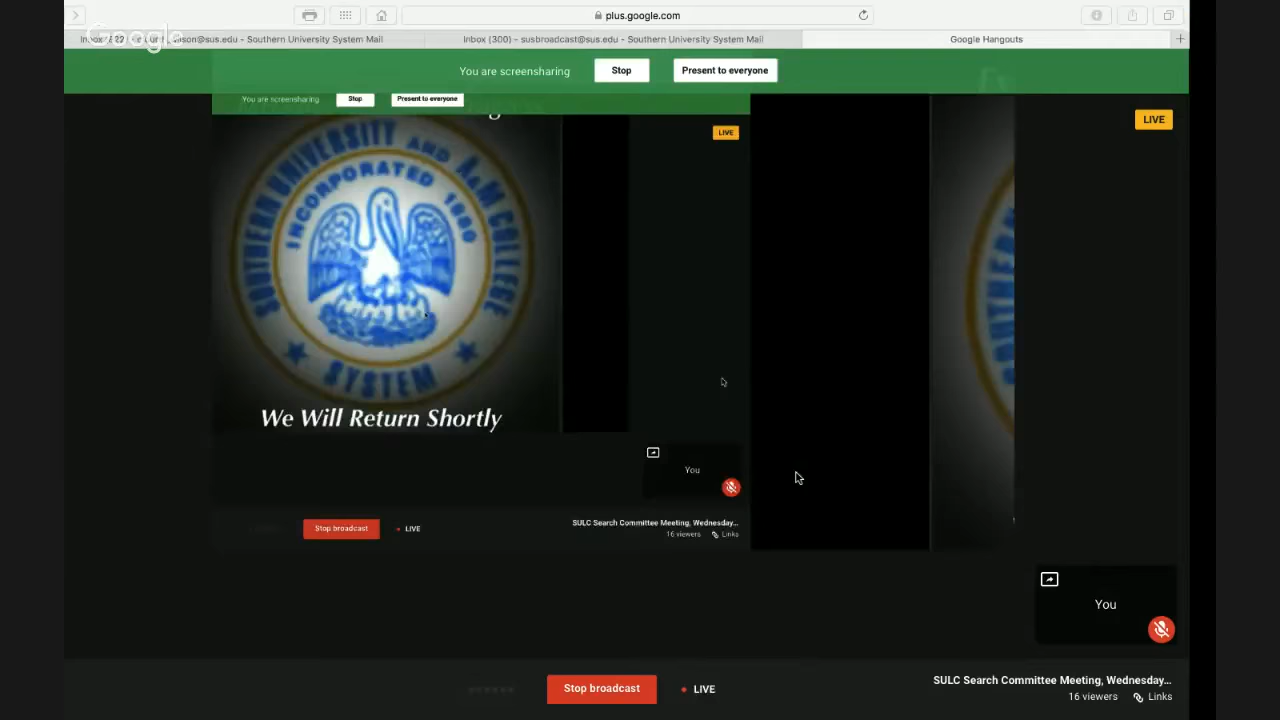 plus.google.com
Google
Inbox (300) – susbroadcast@sus.edu – Southern University System Mail
Google Hangouts
You are screensharing
Stop
Present to everyone
You are screensharing
Stop
Present to everyone
LIVE
LIVE
SOUTHERN UNIVERSITY AND A&M COLLEGE
INCORPORATED 1880
SYSTEM
We Will Return Shortly
You
Stop broadcast
LIVE
SULC Search Committee Meeting, Wednesday...
16 viewers
Links
You
Stop broadcast
LIVE
SULC Search Committee Meeting, Wednesday...
16 viewers
Links